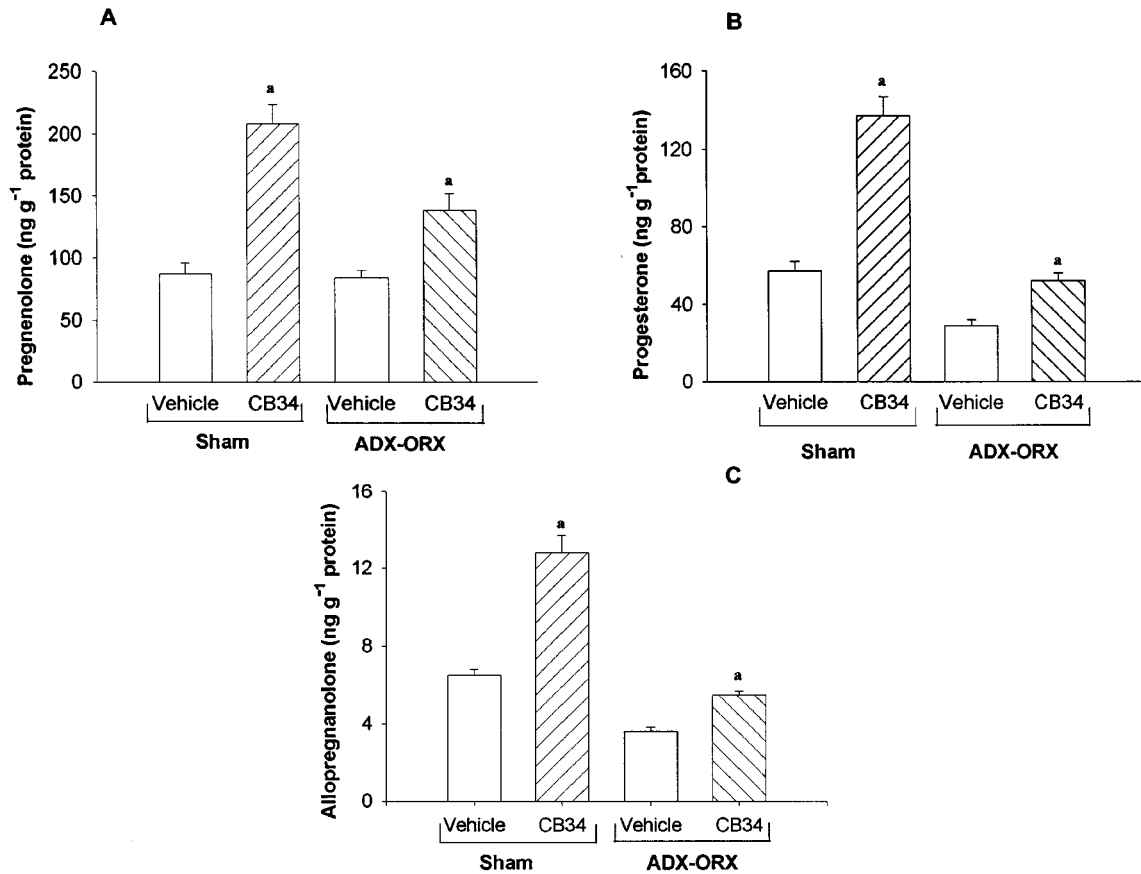 A
Pregnenolone (ng g⁻¹ protein)
250
200
150
100
50
0
a
a
Vehicle CB34 Vehicle CB34
Sham ADX-ORX
B
Progesterone (ng g⁻¹protein)
160
120
80
40
0
a
a
Vehicle CB34 Vehicle CB34
Sham ADX-ORX
C
Allopregnanolone (ng g⁻¹ protein)
16
12
8
4
0
a
a
Vehicle CB34 Vehicle CB34
Sham ADX-ORX